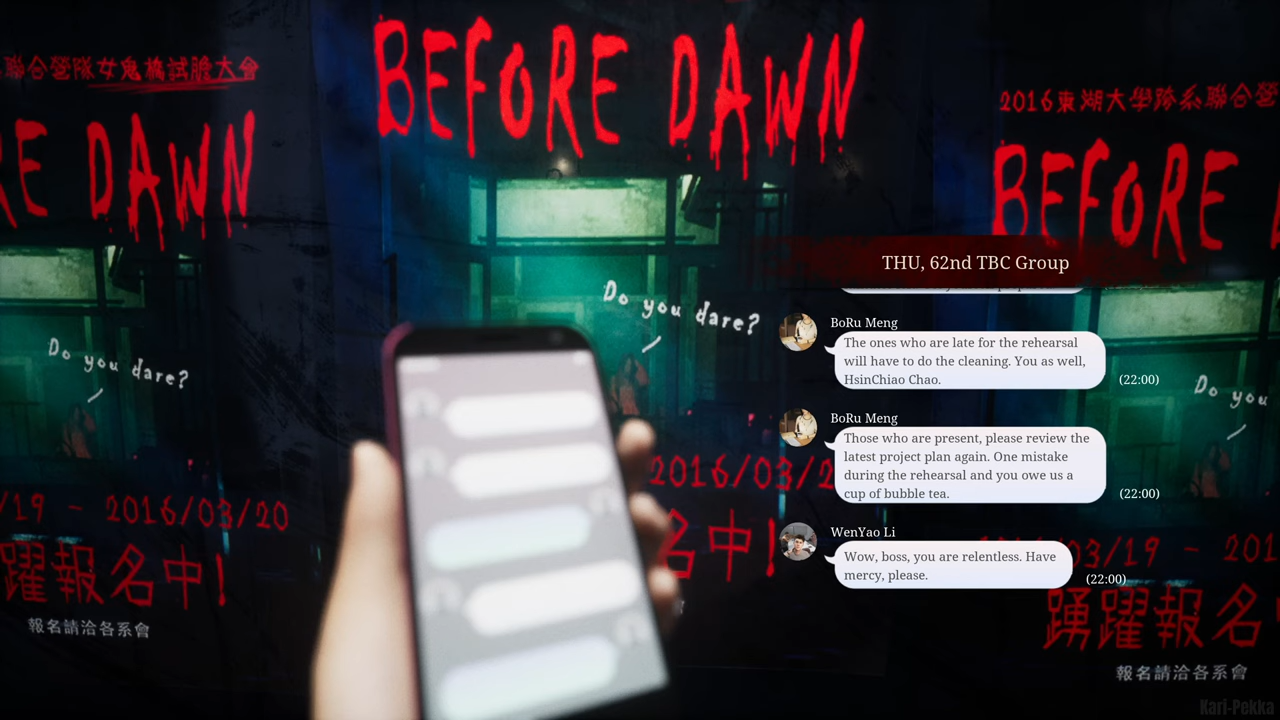 聯合營隊女鬼橋試膽大會
RE DAWN
Do you dare?
/19 - 2016/03/20
躍報名中!
報名請洽各系會
BEFORE DAWN
Do you dare?
2016/03/2
名中!
2016東湖大學跨系聯合營
BEFORE
Do you
03/19 - 201
踴躍報名
報名請洽各系會
THU, 62nd TBC Group
BoRu Meng
The ones who are late for the rehearsal
will have to do the cleaning. You as well,
HsinChiao Chao.
(22:00)
BoRu Meng
Those who are present, please review the
latest project plan again. One mistake
during the rehearsal and you owe us a
cup of bubble tea.
(22:00)
WenYao Li
Wow, boss, you are relentless. Have
mercy, please.
(22:00)
Kari-Pekka